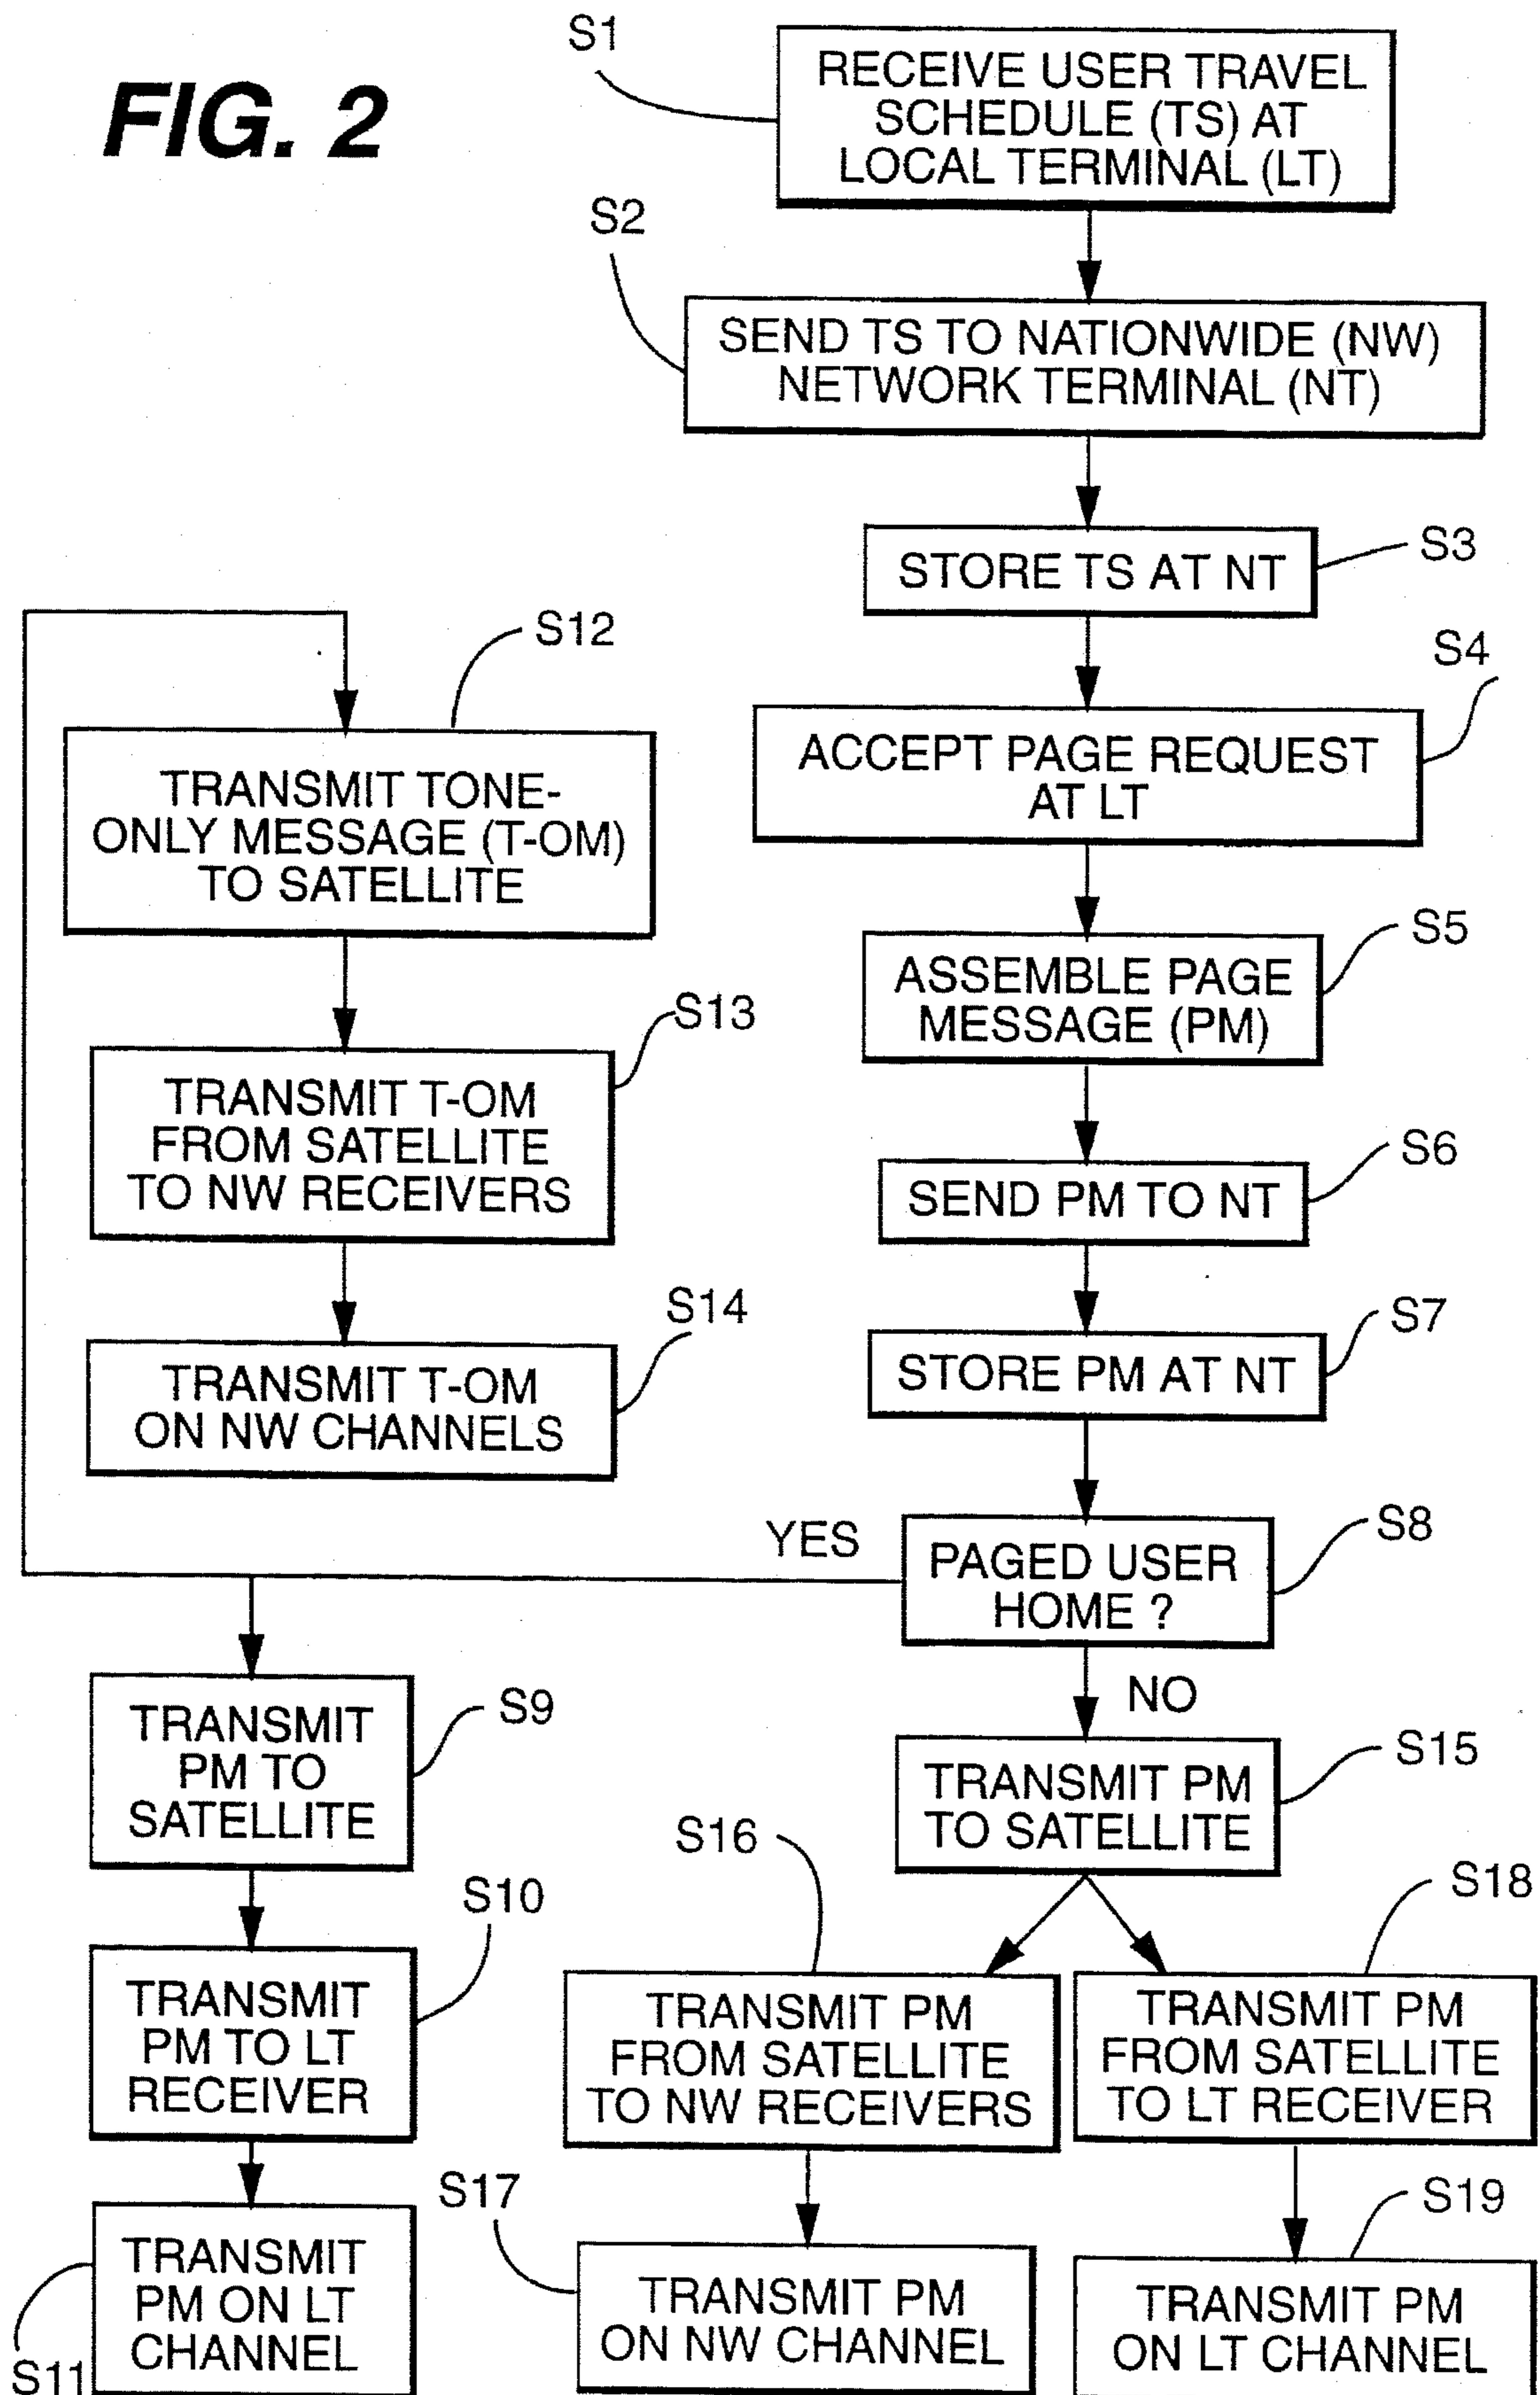 FIG. 2
S1
RECEIVE USER TRAVEL
SCHEDULE (TS) AT
LOCAL TERMINAL (LT)
S2
SEND TS TO NATIONWIDE (NW)
NETWORK TERMINAL (NT)
STORE TS AT NT
S3
S4
ACCEPT PAGE REQUEST
AT LT
S5
ASSEMBLE PAGE
MESSAGE (PM)
S6
SEND PM TO NT
S7
STORE PM AT NT
S8
PAGED USER
HOME ?
YES
NO
S12
TRANSMIT TONE-
ONLY MESSAGE (T-OM)
TO SATELLITE
S13
TRANSMIT T-OM
FROM SATELLITE
TO NW RECEIVERS
S14
TRANSMIT T-OM
ON NW CHANNELS
S9
TRANSMIT
PM TO
SATELLITE
S10
TRANSMIT
PM TO LT
RECEIVER
S11
TRANSMIT
PM ON LT
CHANNEL
S15
TRANSMIT PM
TO SATELLITE
S16
TRANSMIT PM
FROM SATELLITE
TO NW RECEIVERS
S17
TRANSMIT PM
ON NW CHANNEL
S18
TRANSMIT PM
FROM SATELLITE
TO LT RECEIVER
S19
TRANSMIT PM
ON LT CHANNEL